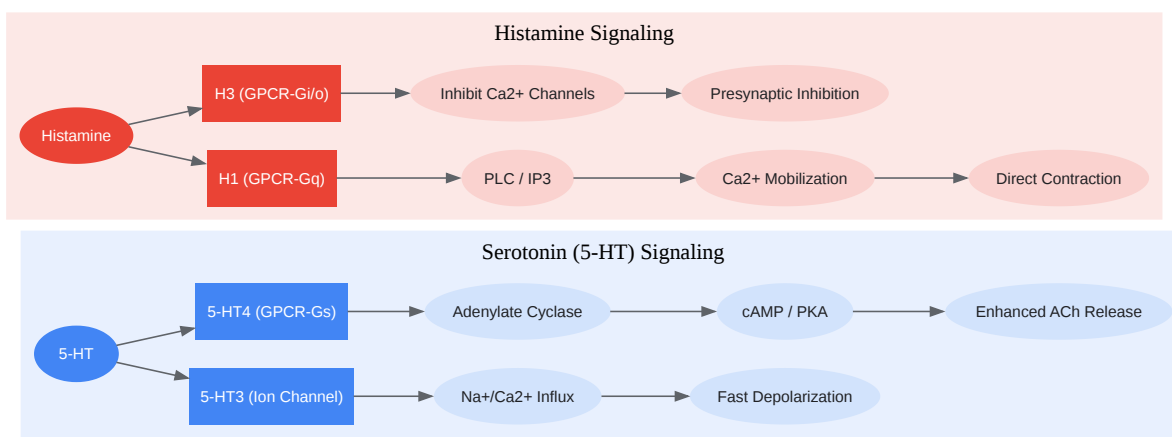 Histamine Signaling
H3 (GPCR-Gi/o)
Inhibit Ca2+ Channels
Presynaptic Inhibition
Histamine
H1 (GPCR-Gq)
PLC / IP3
Ca2+ Mobilization
Direct Contraction
Serotonin (5-HT) Signaling
5-HT4 (GPCR-Gs)
Adenylate Cyclase
cAMP / PKA
Enhanced ACh Release
5-HT
5-HT3 (Ion Channel)
Na+/Ca2+ Influx
Fast Depolarization